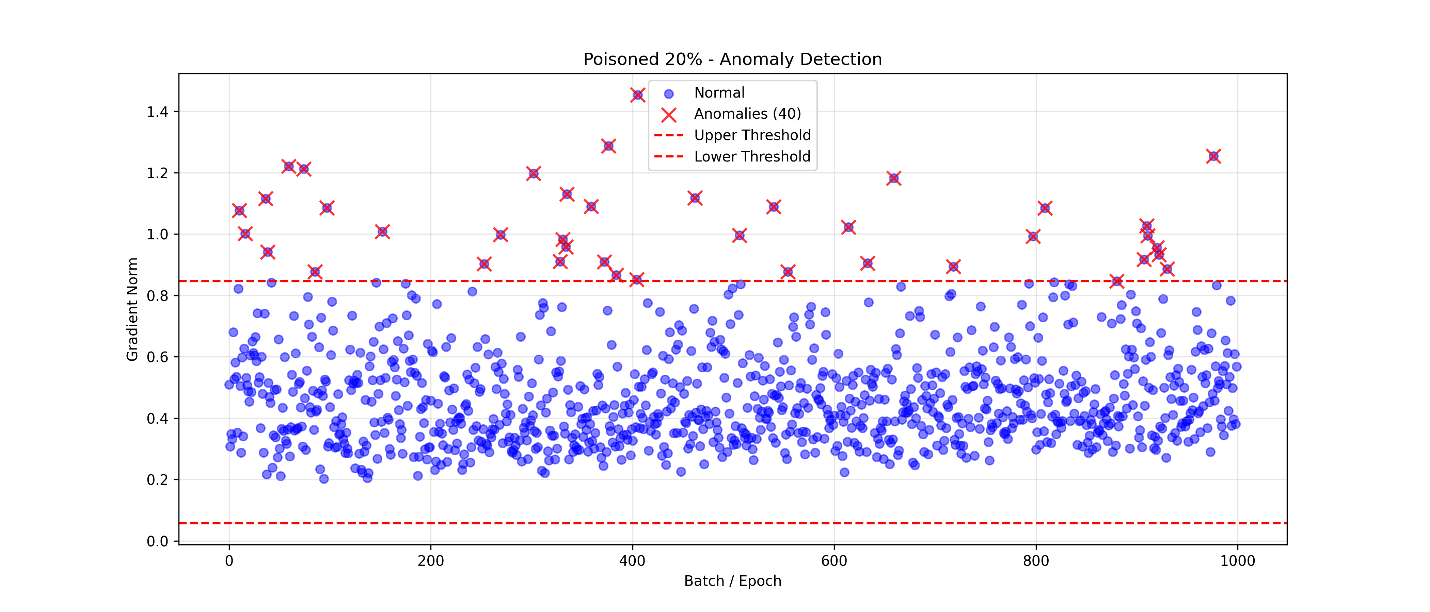 Poisoned 20% - Anomaly Detection
Normal
Anomalies (40)
Upper Threshold
Lower Threshold
Gradient Norm
1.4
1.2
1.0
0.8
0.6
0.4
0.2
0.0
0 200 400 600 800 1000
Batch / Epoch